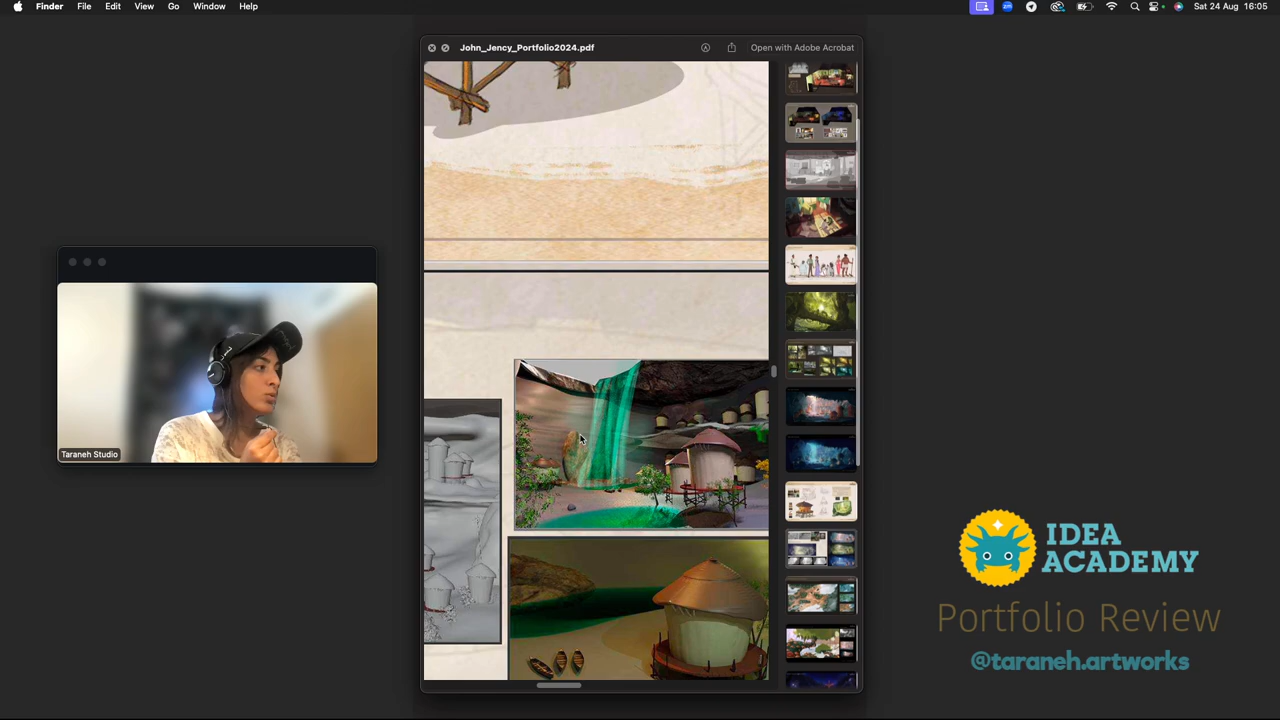 Finder File Edit View Go Window Help
Sat 24 Aug 16:05
John_Jency_Portfolio2024.pdf
Open with Adobe Acrobat
Taraneh Studio
IDEA
ACADEMY
Portfolio Review
@taraneh.artworks